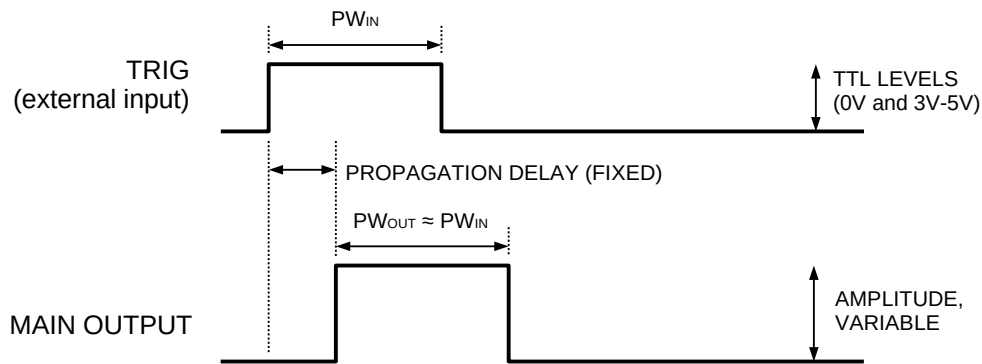 PWIN
TRIG
(external input)
TTL LEVELS
(0V and 3V-5V)
PROPAGATION DELAY (FIXED)
PWOUT ≈ PWIN
MAIN OUTPUT
AMPLITUDE,
VARIABLE